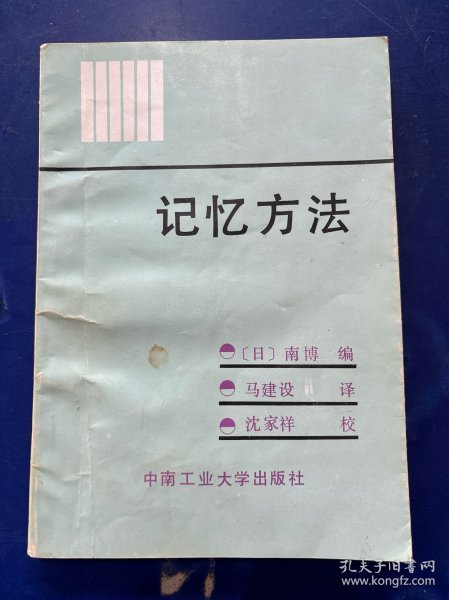 记忆方法
〔日〕南博 编
马建设 译
沈家祥 校
中南工业大学出版社
孔夫子旧书网
www.kongfz.com